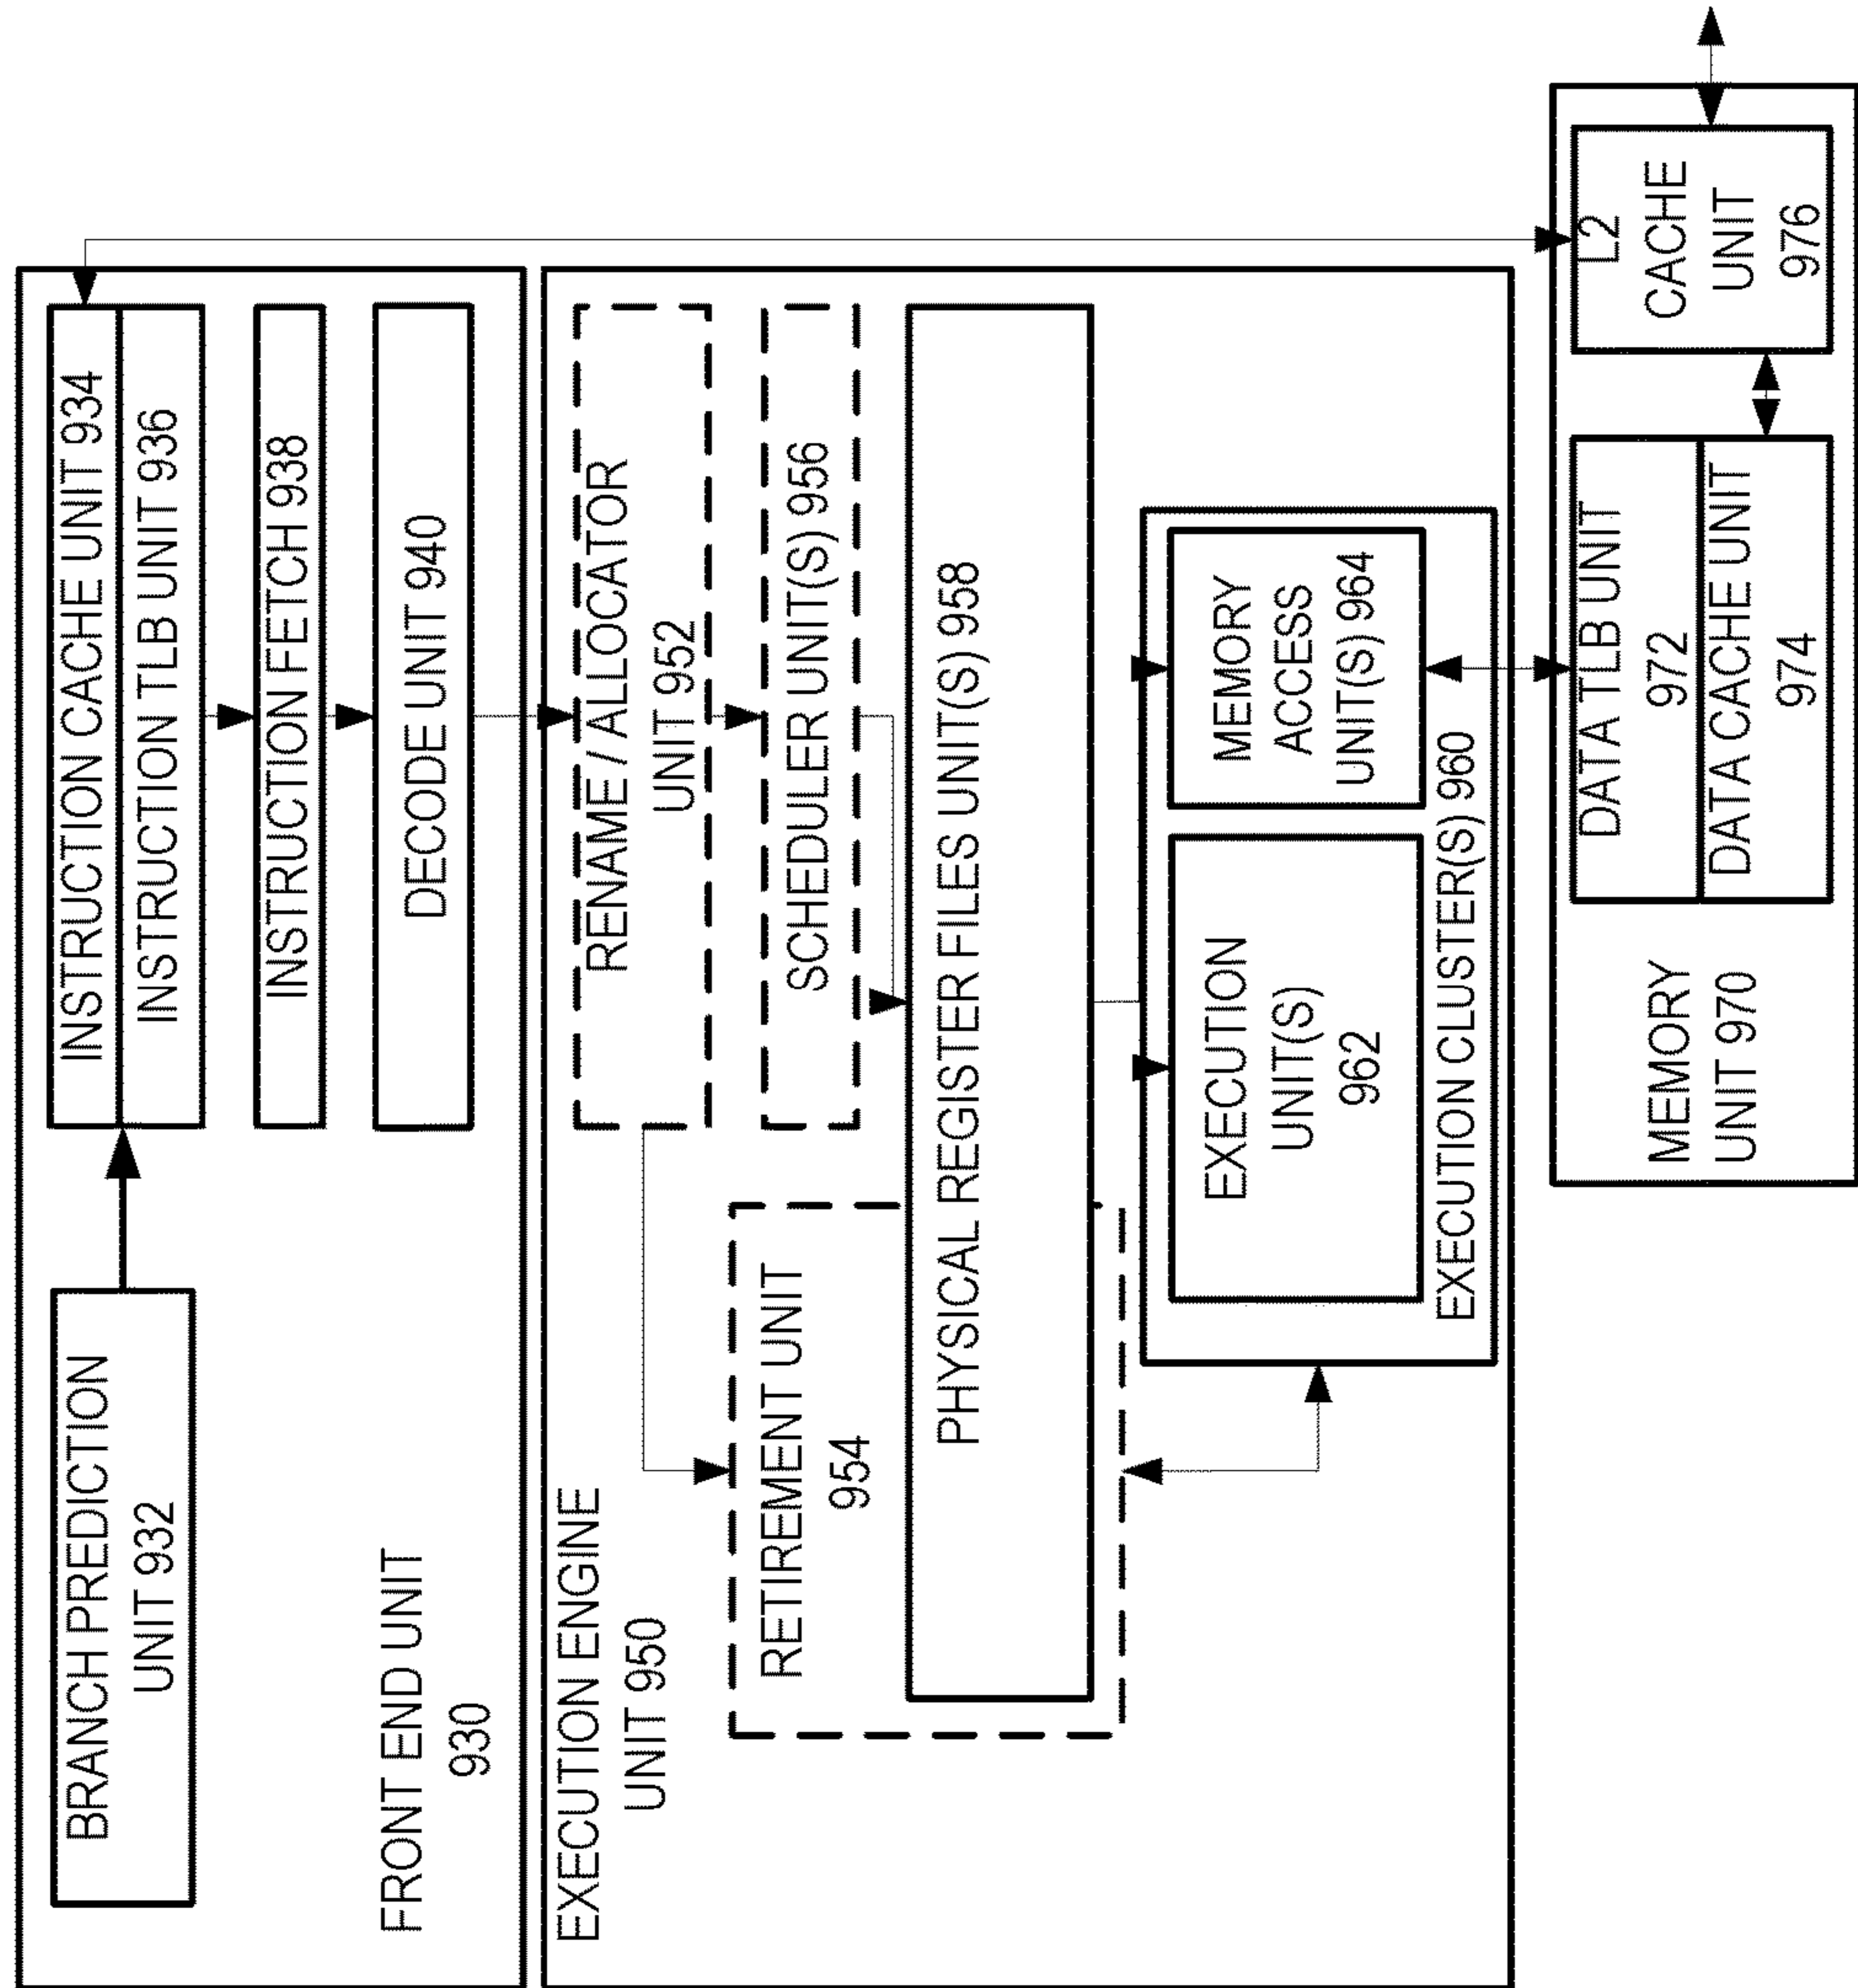 BRANCH PREDICTION
UNIT 932
INSTRUCTION CACHE UNIT 934
INSTRUCTION TLB UNIT 936
INSTRUCTION FETCH 938
DECODE UNIT 940
FRONT END UNIT
930
EXECUTION ENGINE
UNIT 950
RENAME / ALLOCATOR
UNIT 952
RETIREMENT UNIT
954
SCHEDULER UNIT(S) 956
PHYSICAL REGISTER FILES UNIT(S) 958
EXECUTION
UNIT(S)
962
MEMORY
ACCESS
UNIT(S) 964
EXECUTION CLUSTER(S) 960
MEMORY
UNIT 970
DATA TLB UNIT
972
DATA CACHE UNIT
974
L2
CACHE
UNIT
976